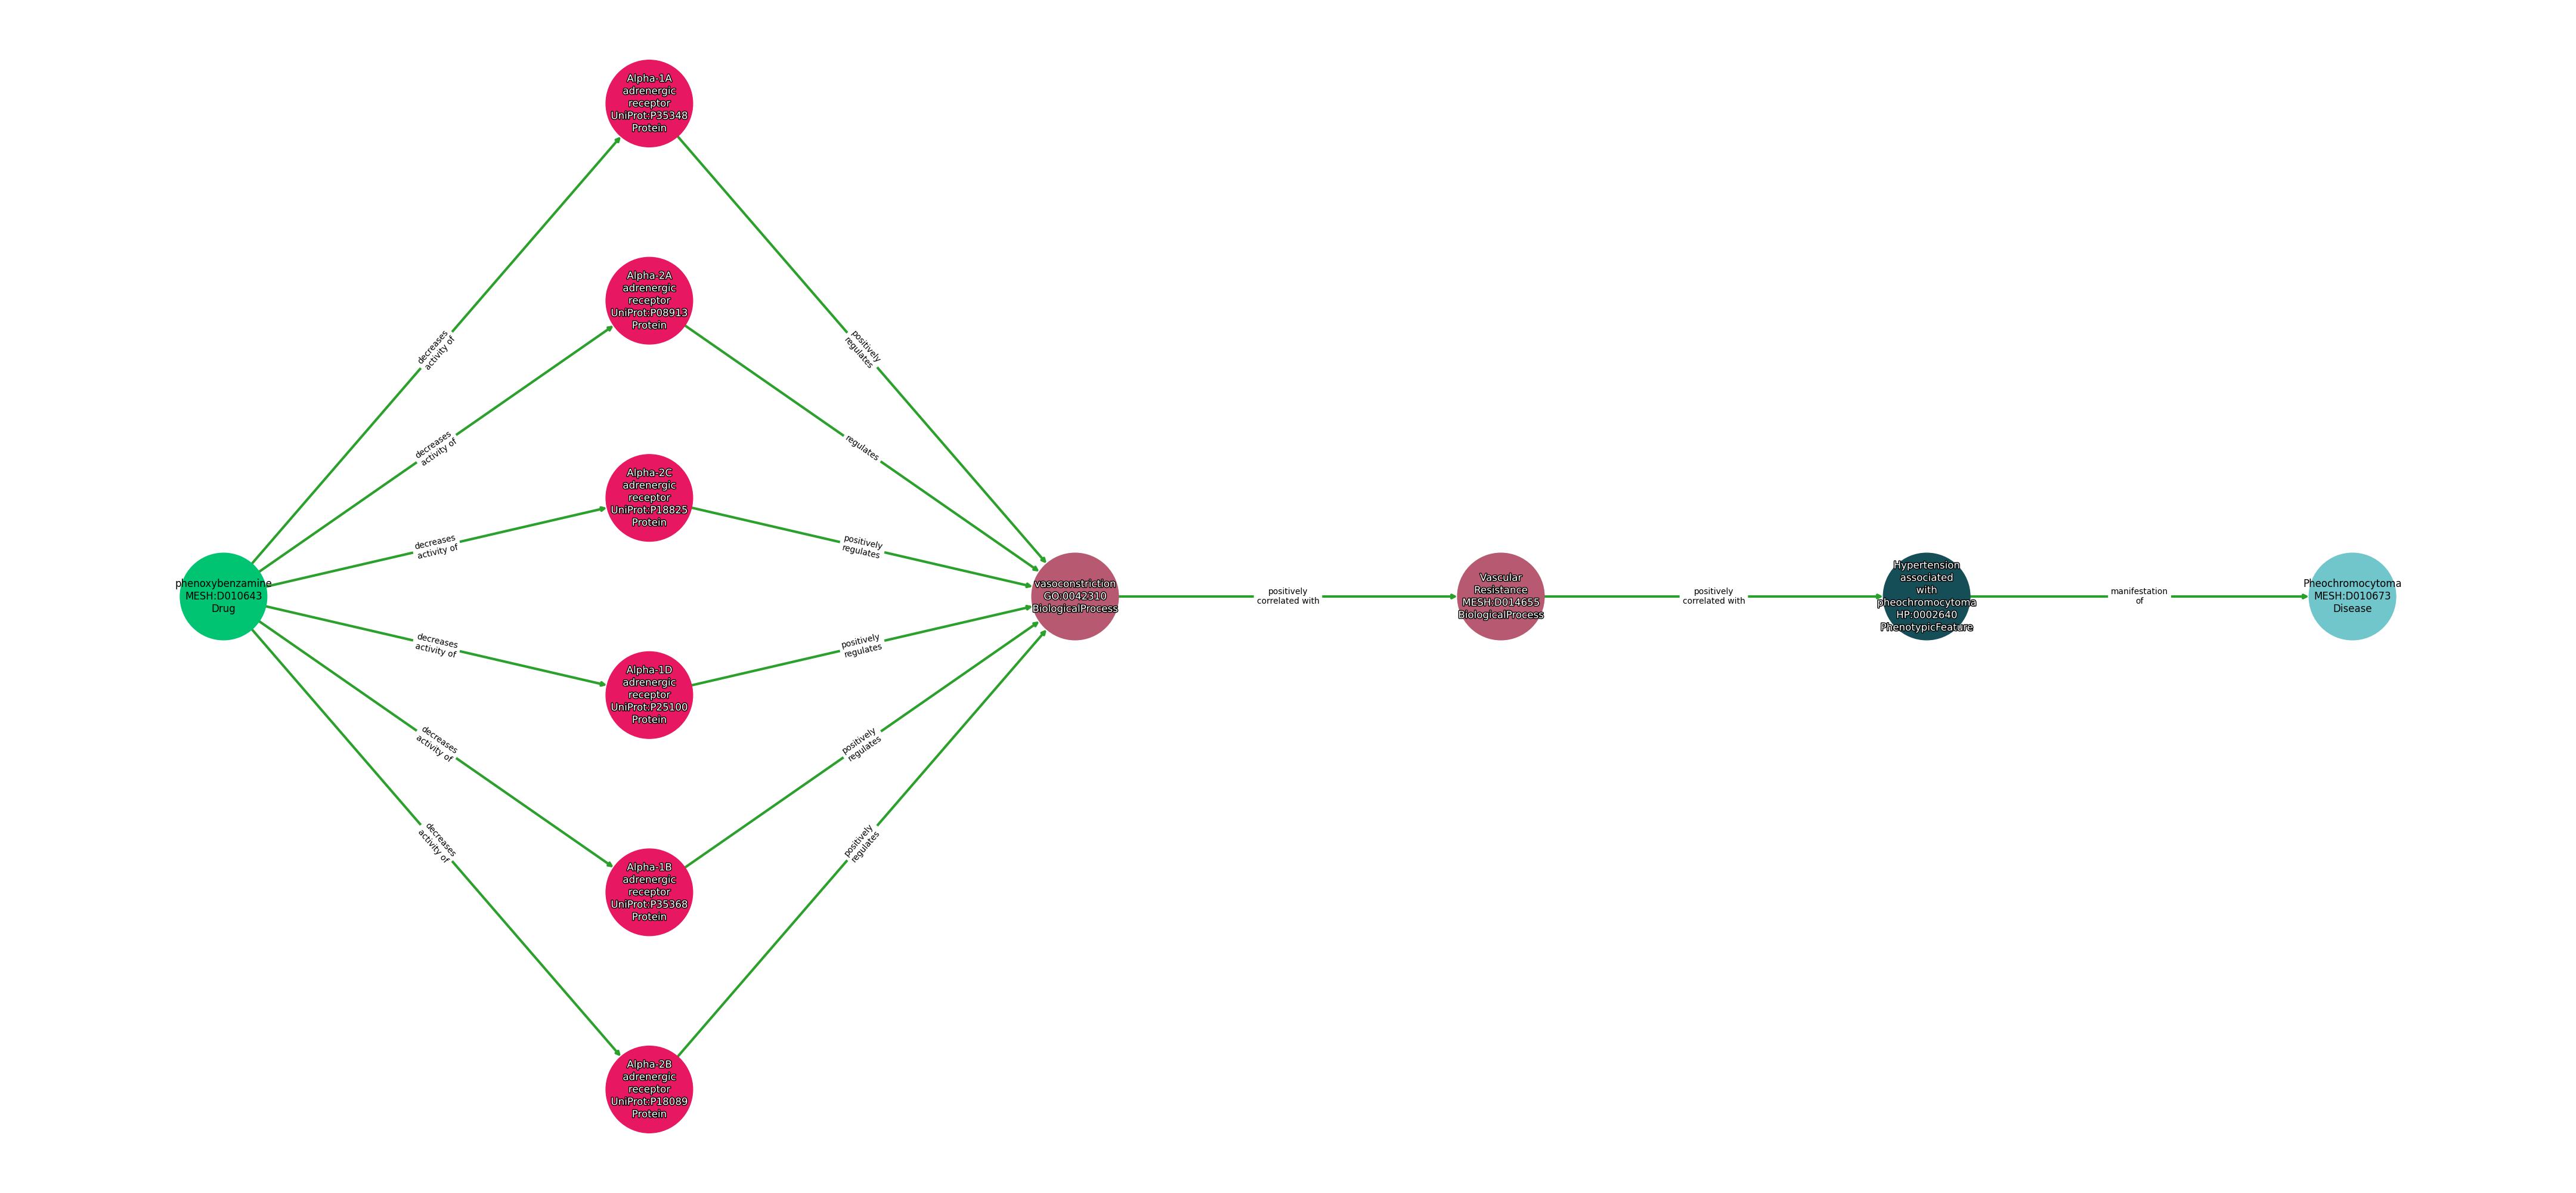 Alpha-1A
adrenergic
receptor
UniProt:P35348
Protein
Alpha-2A
adrenergic
receptor
UniProt:P08913
Protein
decreases
activity of
positively
regulates
decreases
activity of
regulates
Alpha-2C
adrenergic
receptor
UniProt:P18825
Protein
decreases
activity of
positively
regulates
phenoxybenzamine
MESH:D010643
Drug
vasoconstriction
GO:0042310
BiologicalProcess
positively
correlated with
Vascular
Resistance
MESH:D014655
BiologicalProcess
positively
correlated with
Hypertension
associated
with
pheochromocytoma
HP:0002640
PhenotypicFeature
manifestation
of
Pheochromocytoma
MESH:D010673
Disease
decreases
activity of
positively
regulates
Alpha-1D
adrenergic
receptor
UniProt:P25100
Protein
decreases
activity of
positively
regulates
decreases
activity of
positively
regulates
Alpha-1B
adrenergic
receptor
UniProt:P35368
Protein
Alpha-2B
adrenergic
receptor
UniProt:P18089
Protein